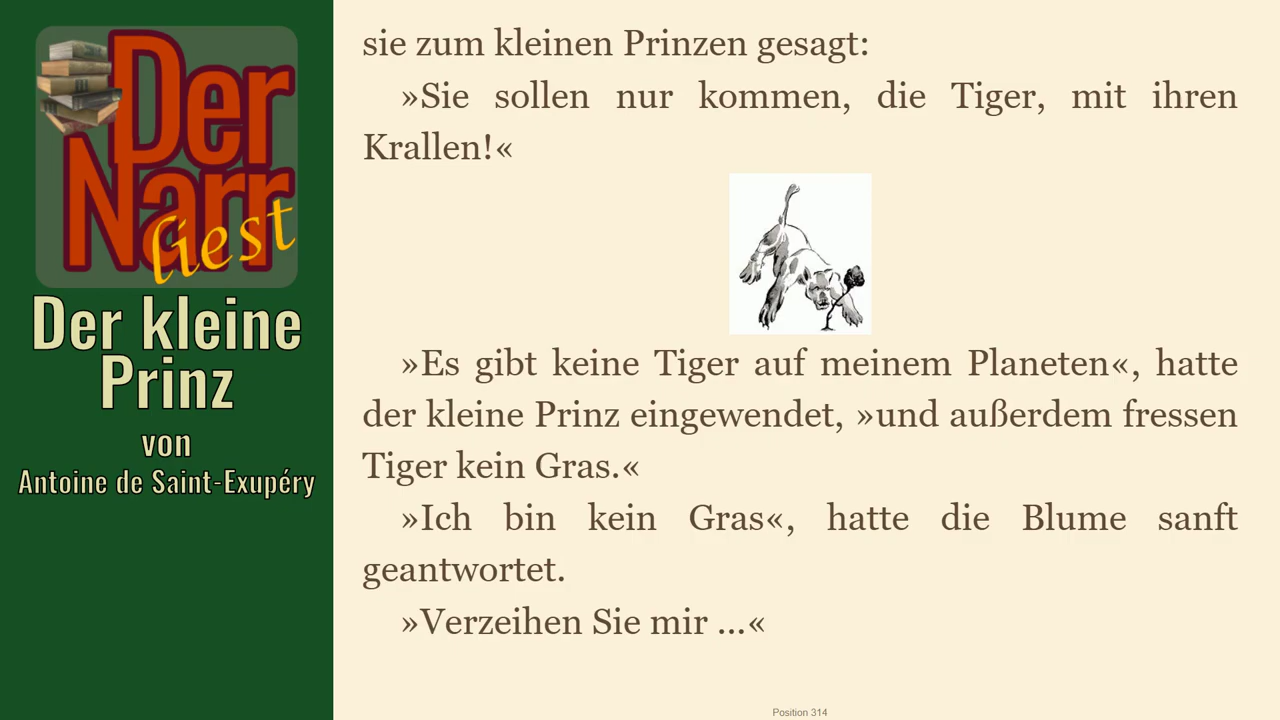 Der
Narr
liest
Der kleine
Prinz
von
Antoine de Saint-Exupéry
sie zum kleinen Prinzen gesagt:
»Sie sollen nur kommen, die Tiger, mit ihren
Krallen!«
»Es gibt keine Tiger auf meinem Planeten«, hatte
der kleine Prinz eingewendet, »und außerdem fressen
Tiger kein Gras.«
»Ich bin kein Gras«, hatte die Blume sanft
geantwortet.
»Verzeihen Sie mir ...«
Position 314